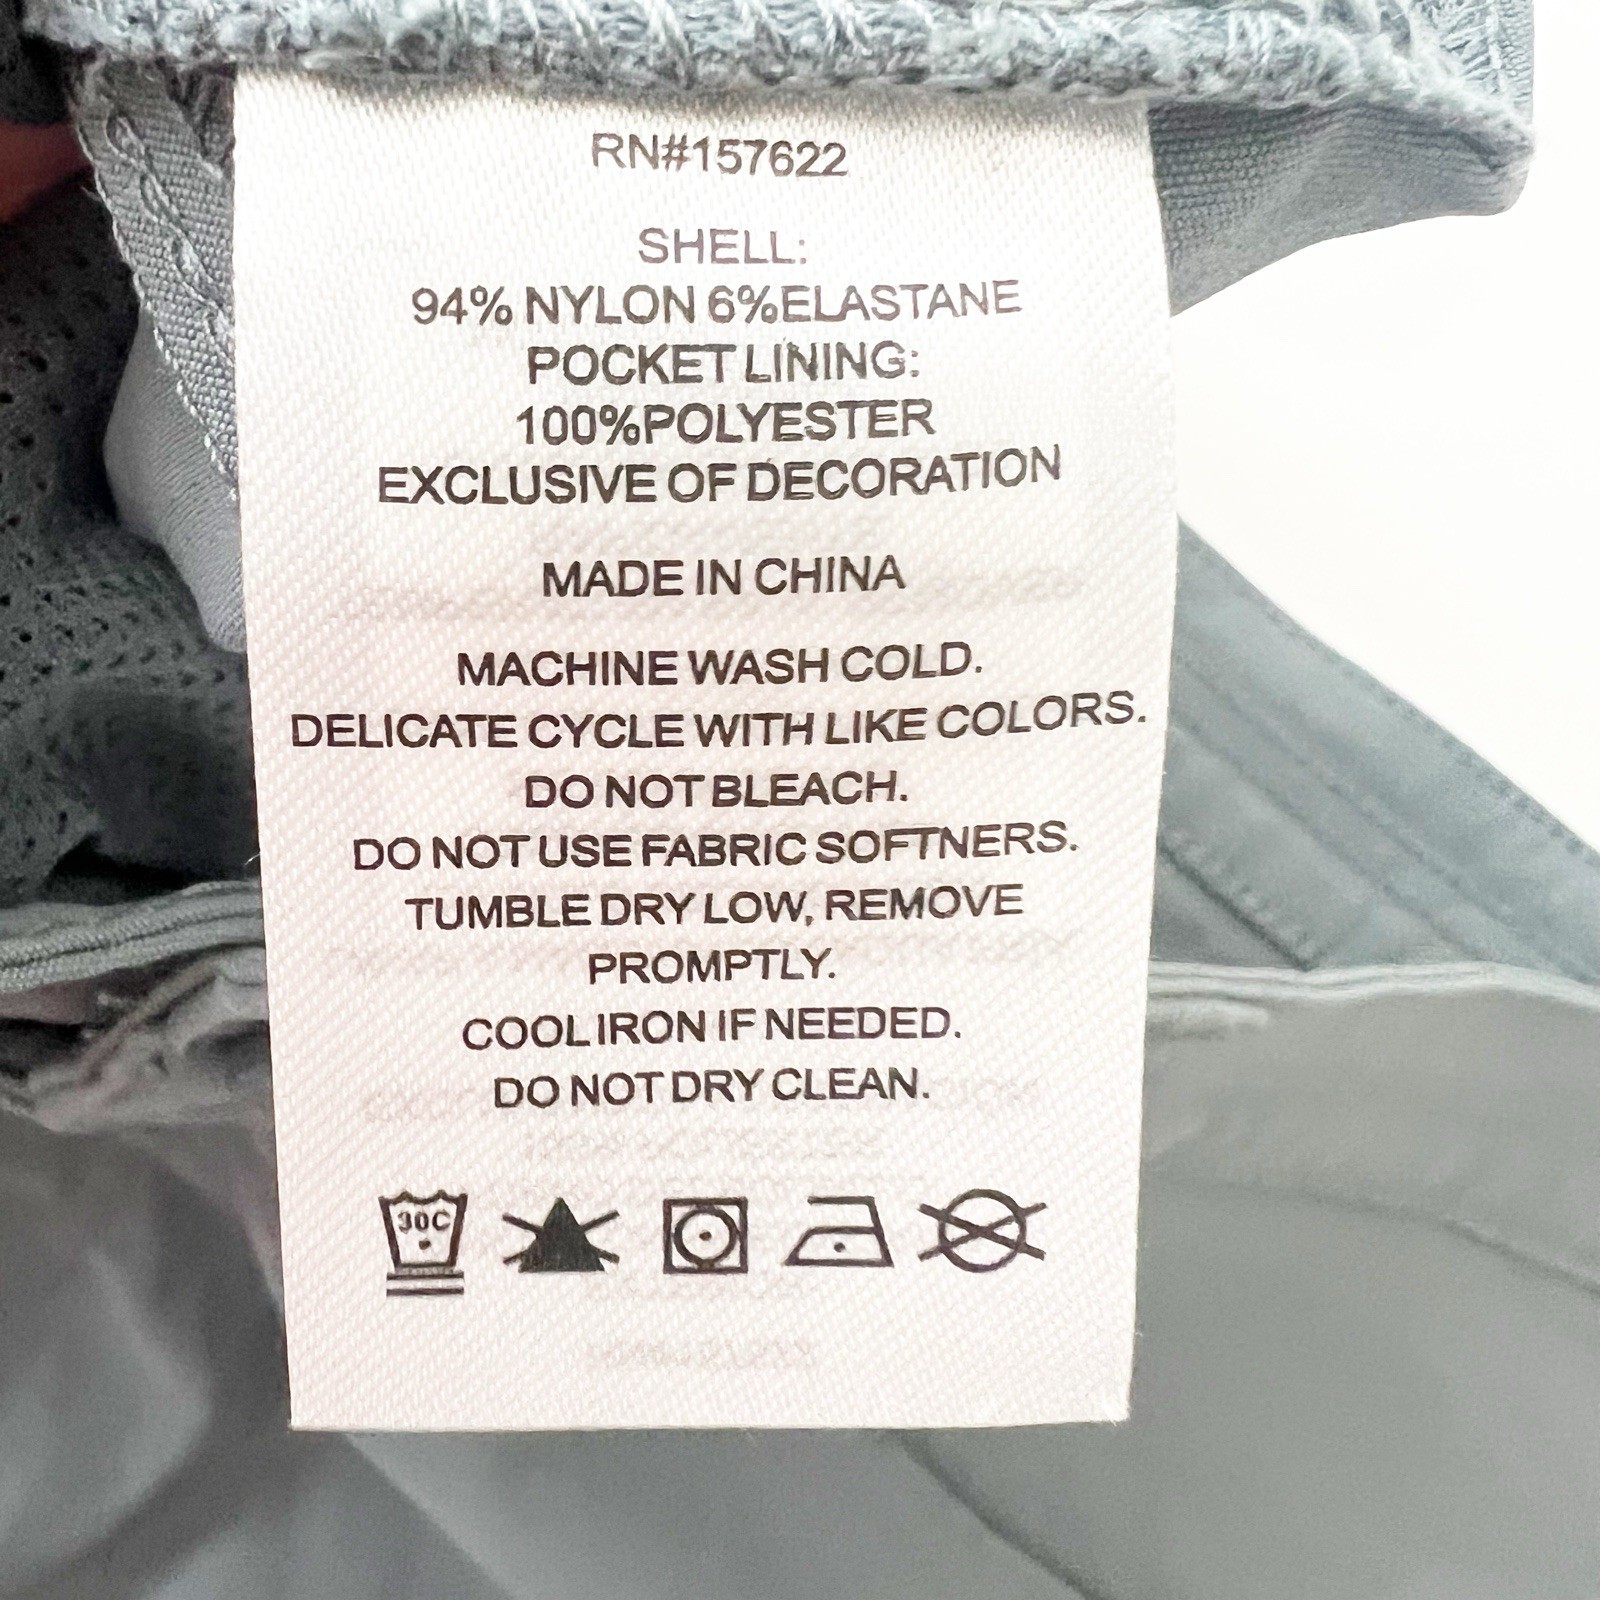 RN#157622
SHELL:
94% NYLON 6%ELASTANE
POCKET LINING:
100%POLYESTER
EXCLUSIVE OF DECORATION
MADE IN CHINA
MACHINE WASH COLD.
DELICATE CYCLE WITH LIKE COLORS.
DO NOT BLEACH.
DO NOT USE FABRIC SOFTNERS.
TUMBLE DRY LOW, REMOVE
PROMPTLY.
COOL IRON IF NEEDED.
DO NOT DRY CLEAN.
30C